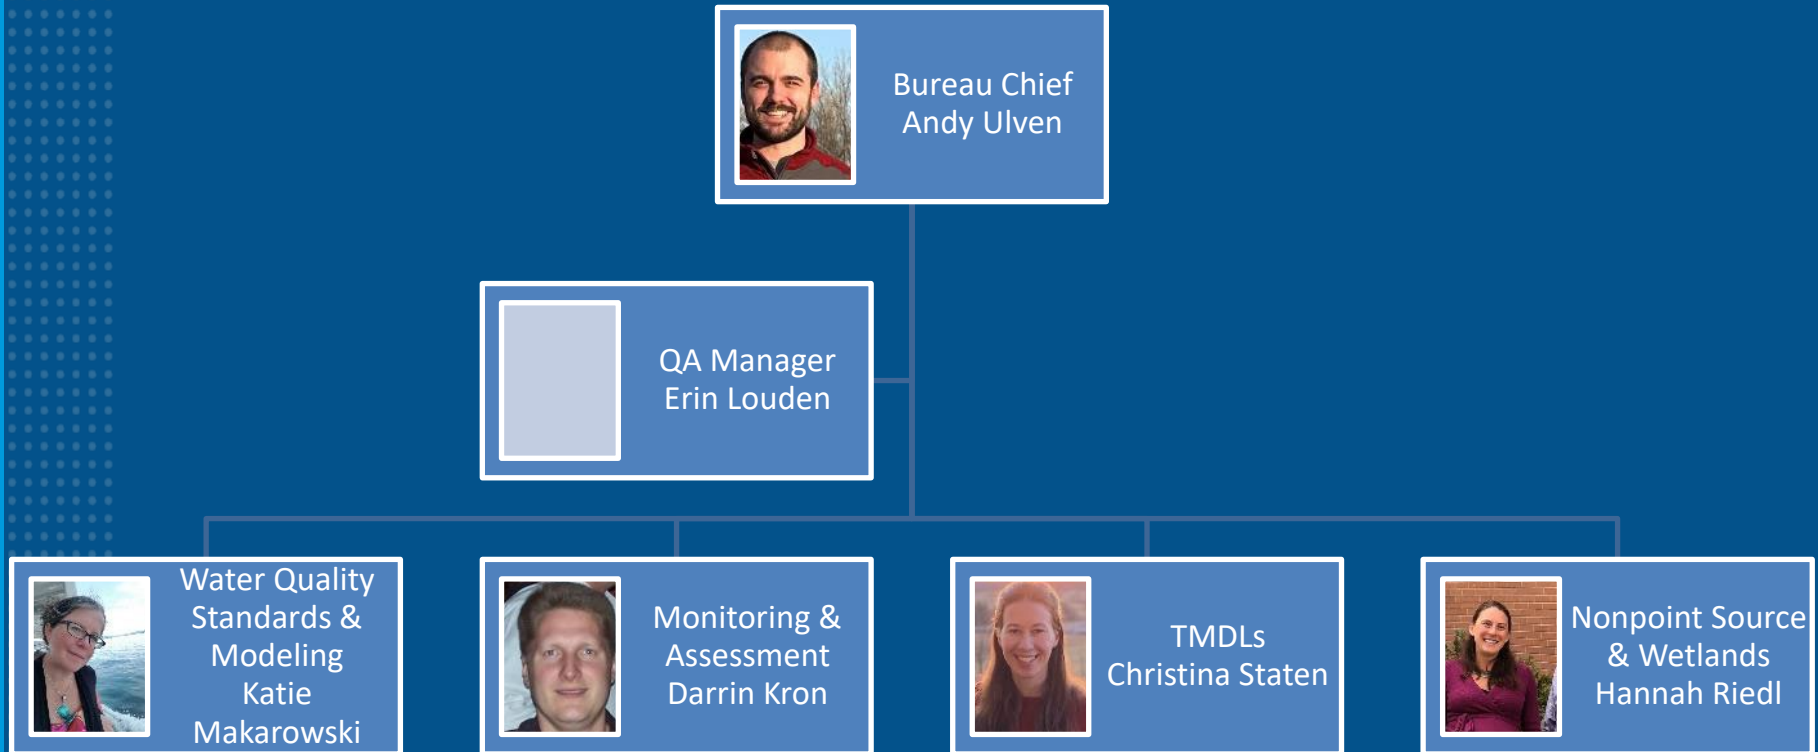 Bureau Chief
Andy Ulven
QA Manager
Erin Louden
Water Quality
Standards &
Modeling
Katie
Makarowski
Monitoring &
Assessment
Darrin Kron
TMDLs
Christina Staten
Nonpoint Source
& Wetlands
Hannah Riedl